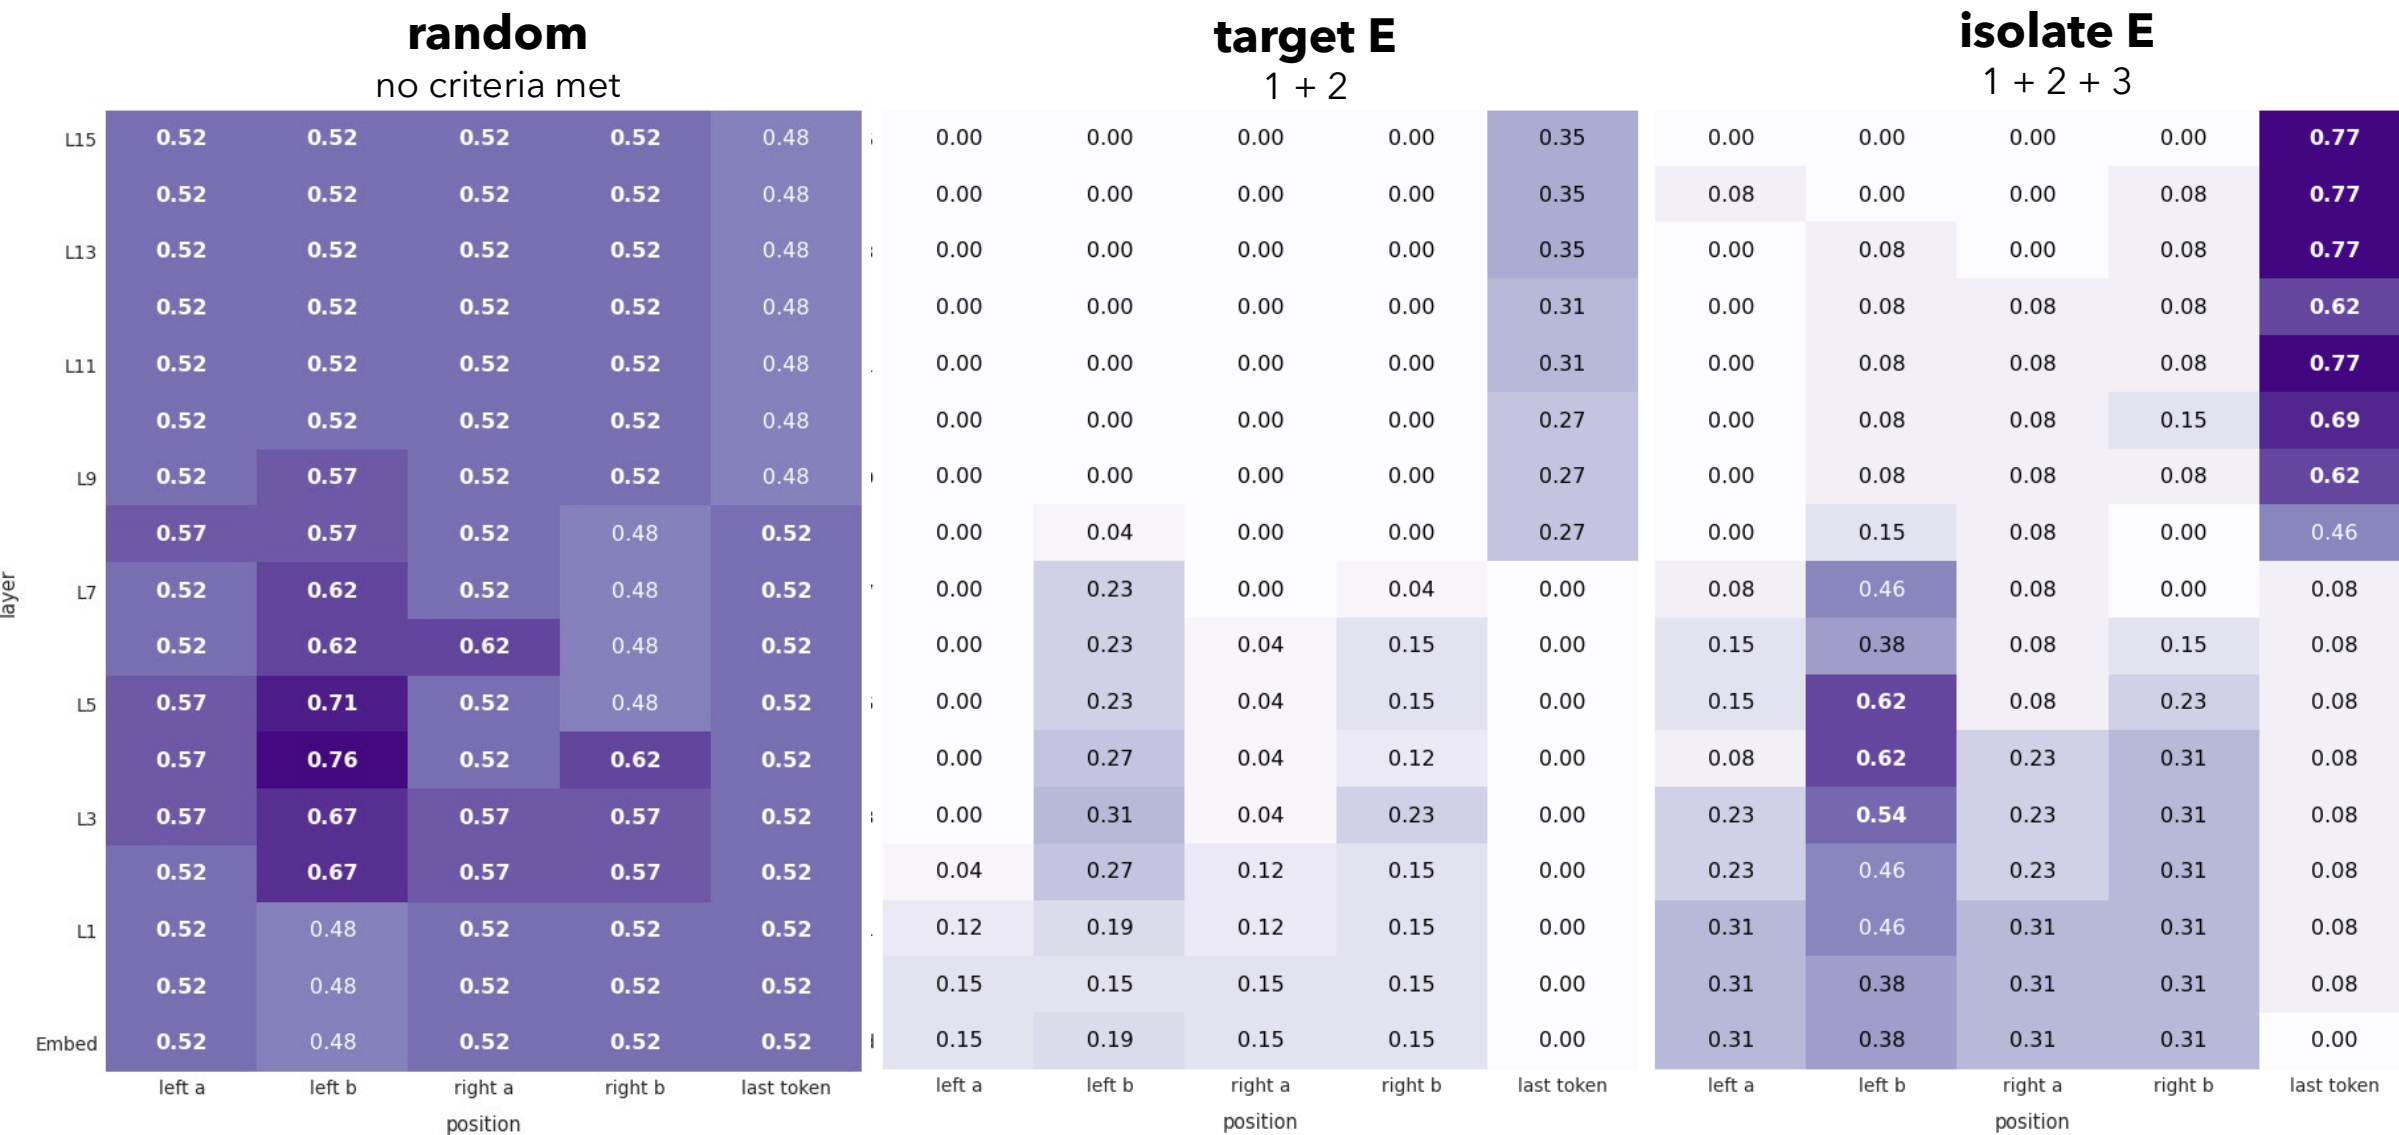 random target E isolate E
no criteria met 1 + 2 1 + 2 + 3
L15 0.52 0.52 0.52 0.52 0.48 0.00 0.00 0.00 0.00 0.35 0.00 0.00 0.00 0.00 0.77
0.52 0.52 0.52 0.52 0.48 0.00 0.00 0.00 0.00 0.35 0.08 0.00 0.00 0.08 0.77
L13 0.52 0.52 0.52 0.52 0.48 0.00 0.00 0.00 0.00 0.35 0.00 0.08 0.00 0.08 0.77
0.52 0.52 0.52 0.52 0.48 0.00 0.00 0.00 0.00 0.31 0.00 0.08 0.08 0.08 0.62
L11 0.52 0.52 0.52 0.52 0.48 0.00 0.00 0.00 0.00 0.31 0.00 0.08 0.08 0.08 0.77
0.52 0.52 0.52 0.52 0.48 0.00 0.00 0.00 0.00 0.27 0.00 0.08 0.08 0.15 0.69
L9 0.52 0.57 0.52 0.52 0.48 0.00 0.00 0.00 0.00 0.27 0.00 0.08 0.08 0.08 0.62
0.57 0.57 0.52 0.48 0.52 0.00 0.04 0.00 0.00 0.27 0.00 0.15 0.08 0.00 0.46
layer
L7 0.52 0.62 0.52 0.48 0.52 0.00 0.23 0.00 0.04 0.00 0.08 0.46 0.08 0.00 0.08
0.52 0.62 0.62 0.48 0.52 0.00 0.23 0.04 0.15 0.00 0.15 0.38 0.08 0.15 0.08
L5 0.57 0.71 0.52 0.48 0.52 0.00 0.23 0.04 0.15 0.00 0.15 0.62 0.08 0.23 0.08
0.57 0.76 0.52 0.62 0.52 0.00 0.27 0.04 0.12 0.00 0.08 0.62 0.23 0.31 0.08
L3 0.57 0.67 0.57 0.57 0.52 0.00 0.31 0.04 0.23 0.00 0.23 0.54 0.23 0.31 0.08
0.52 0.67 0.57 0.57 0.52 0.04 0.27 0.12 0.15 0.00 0.23 0.46 0.23 0.31 0.08
L1 0.52 0.48 0.52 0.52 0.52 0.12 0.19 0.12 0.15 0.00 0.31 0.46 0.31 0.31 0.08
0.52 0.48 0.52 0.52 0.52 0.15 0.15 0.15 0.15 0.00 0.31 0.38 0.31 0.31 0.08
Embed 0.52 0.48 0.52 0.52 0.52 0.15 0.19 0.15 0.15 0.00 0.31 0.38 0.31 0.31 0.00
left a left b right a right b last token left a left b right a right b last token left a left b right a right b last token
position position position